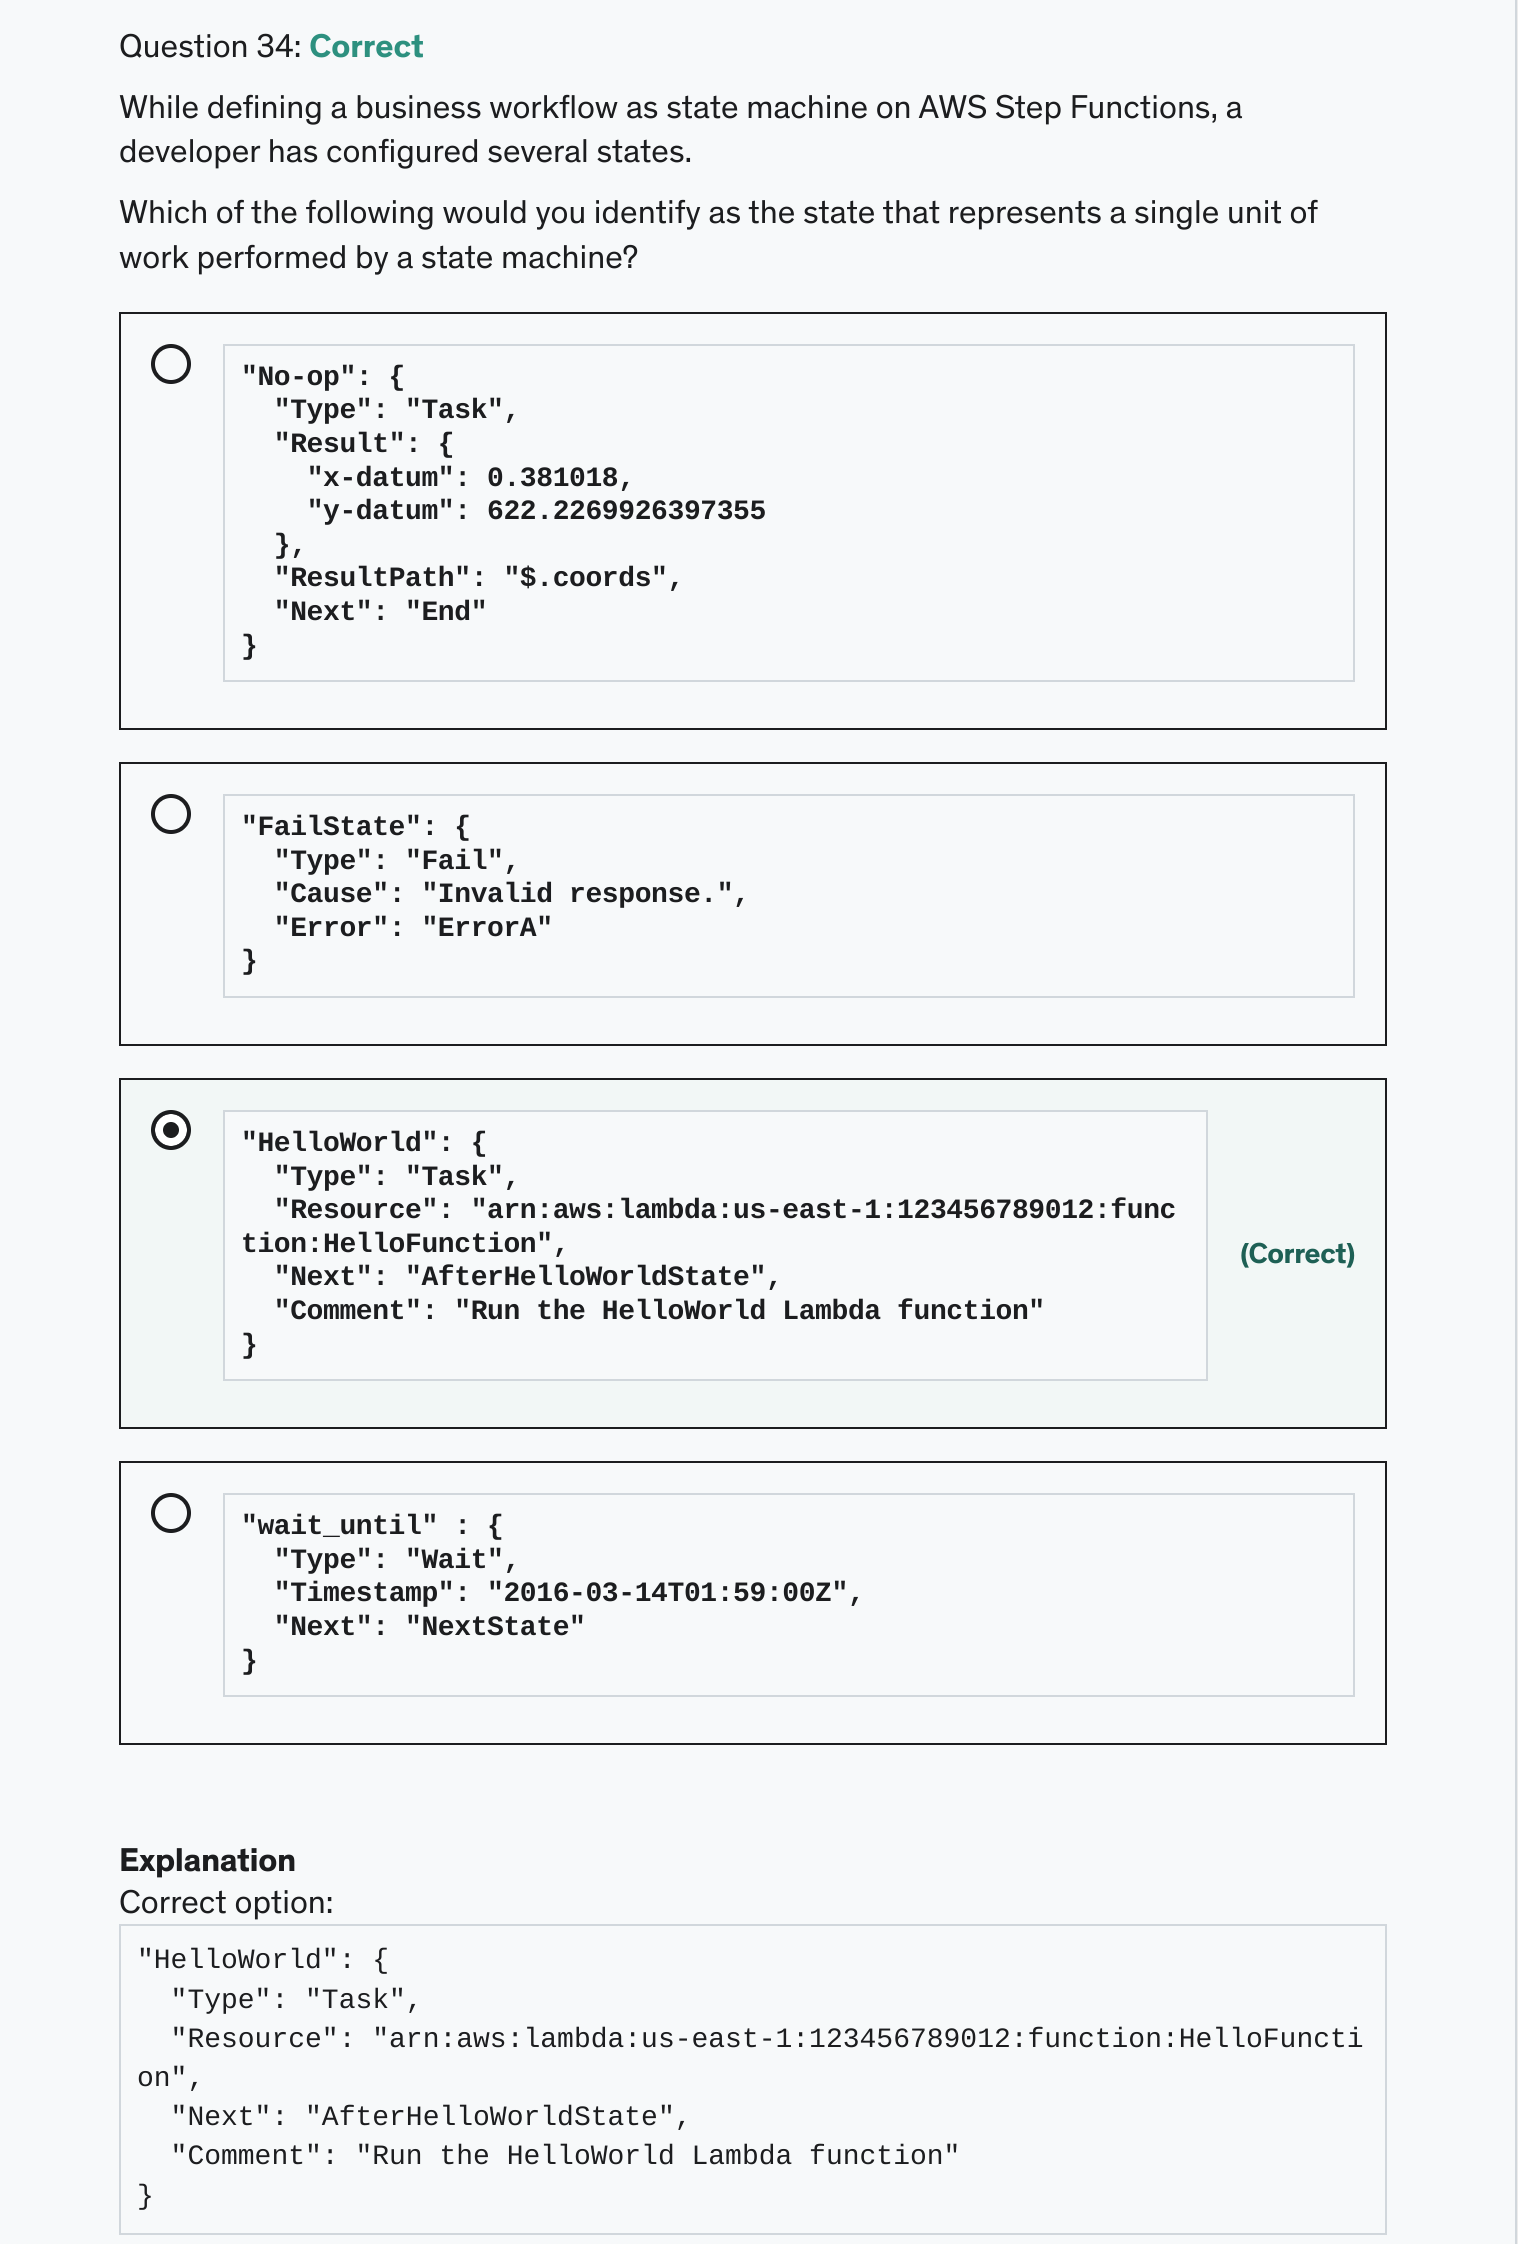 Question 34: Correct
While defining a business workflow as state machine on AWS Step Functions, a
developer has configured several states.
Which of the following would you identify as the state that represents a single unit of
work performed by a state machine?
"No-op": {
  "Type": "Task",
  "Result": {
    "x-datum": 0.381018,
    "y-datum": 622.2269926397355
  },
  "ResultPath": "$.coords",
  "Next": "End"
}
"FailState": {
  "Type": "Fail",
  "Cause": "Invalid response.",
  "Error": "ErrorA"
}
"HelloWorld": {
  "Type": "Task",
  "Resource": "arn:aws:lambda:us-east-1:123456789012:func
tion:HelloFunction",
  "Next": "AfterHelloWorldState",
  "Comment": "Run the HelloWorld Lambda function"
}
(Correct)
"wait_until" : {
  "Type": "Wait",
  "Timestamp": "2016-03-14T01:59:00Z",
  "Next": "NextState"
}
Explanation
Correct option:
"HelloWorld": {
  "Type": "Task",
  "Resource": "arn:aws:lambda:us-east-1:123456789012:function:HelloFuncti
on",
  "Next": "AfterHelloWorldState",
  "Comment": "Run the HelloWorld Lambda function"
}